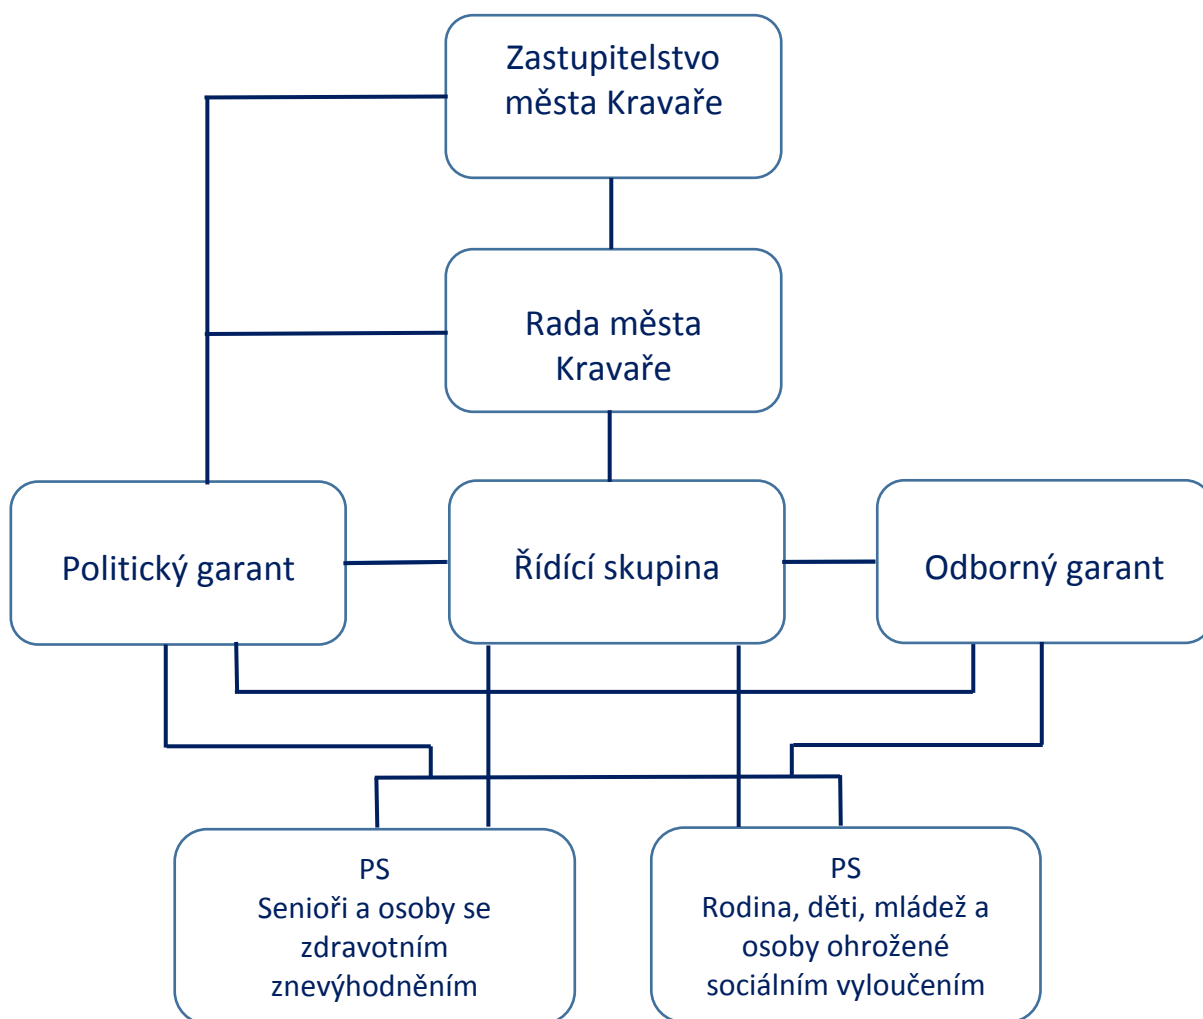 Zastupitelstvo
města Kravaře
Rada města
Kravaře
Politický garant
Řídící skupina
Odborný garant
PS
Senioři a osoby se
zdravotním
znevýhodněním
PS
Rodina, děti, mládež a
osoby ohrožené
sociálním vyloučením